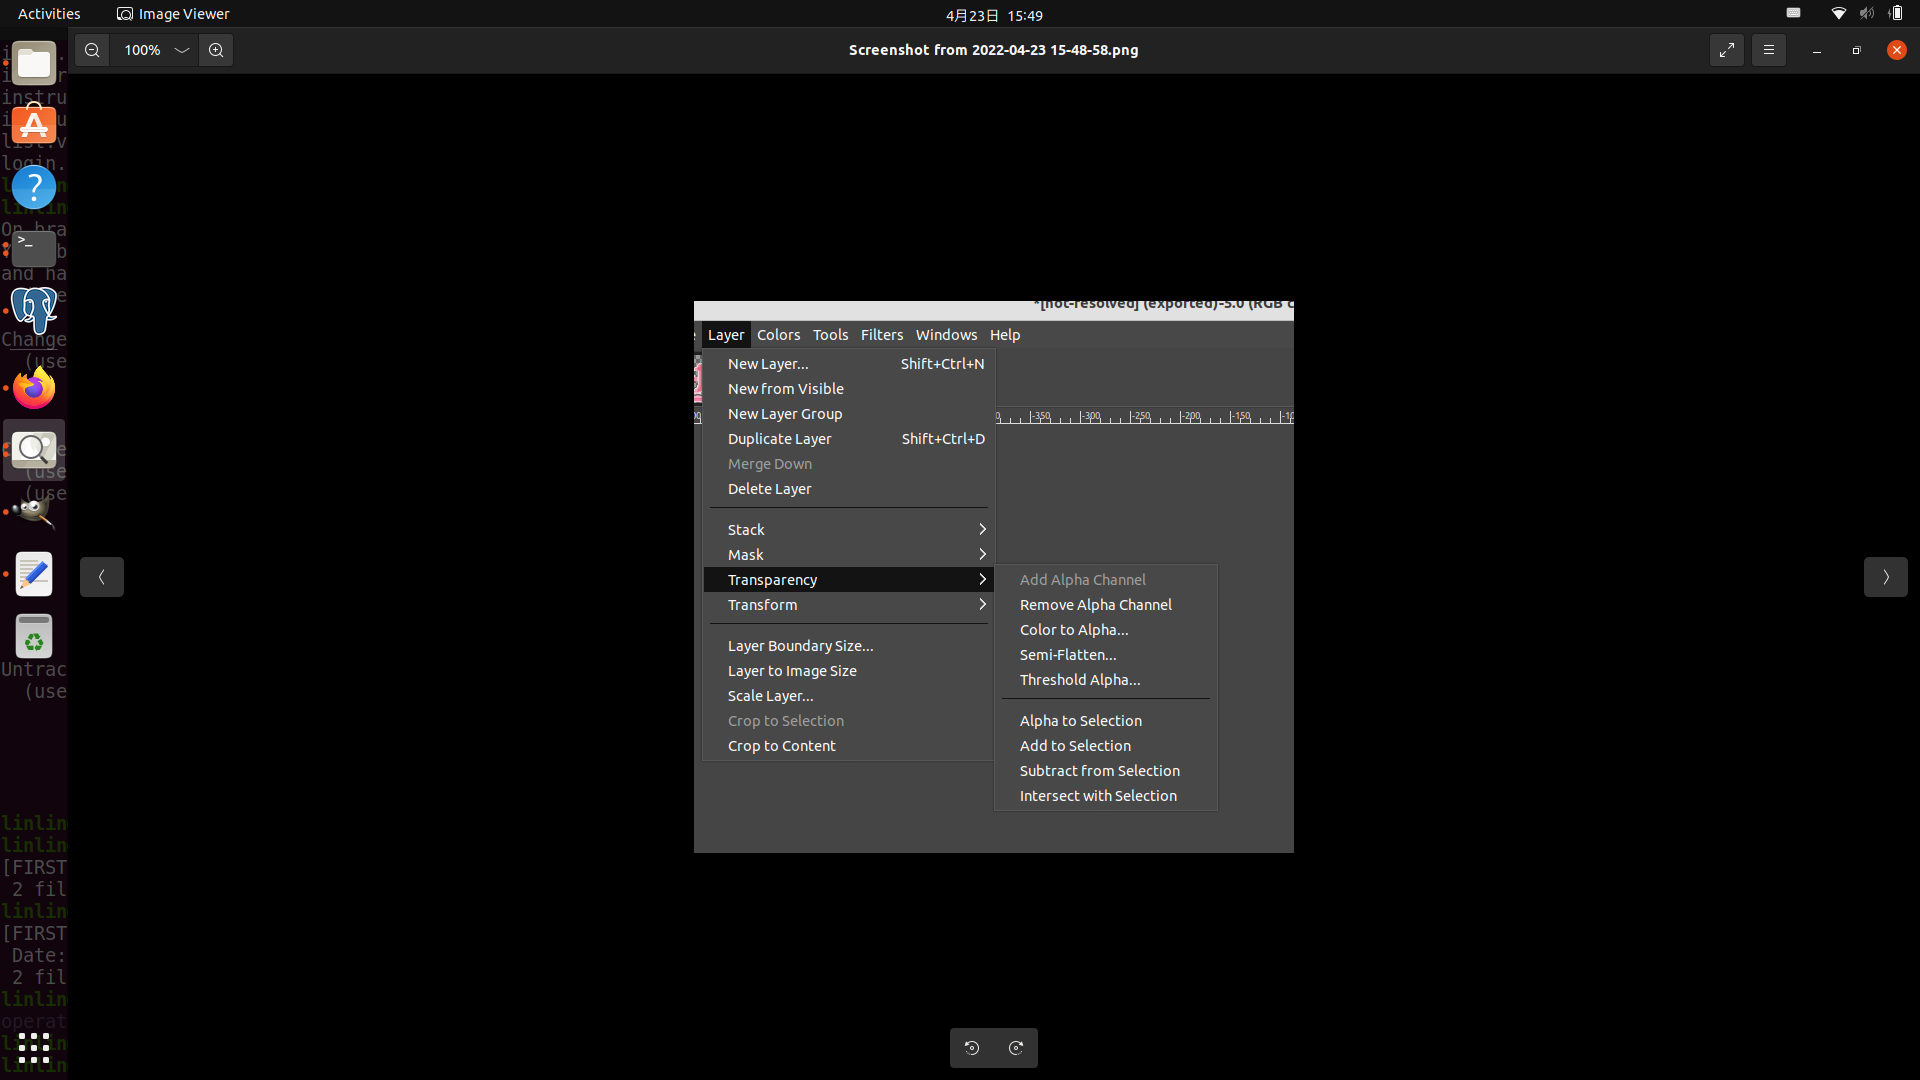 Activities
Image Viewer
4月23日 15:49
100%
Screenshot from 2022-04-23 15-48-58.png
instru
login.
and ha
Change
(use
(use
(use
Untrac
(use
linlin
linlin
[FIRST
2 fil
linlin
[FIRST
Date:
2 fil
linlin
operat
linlin
*[not-resolved] (exported)-5.0 (RGB c
Layer Colors Tools Filters Windows Help
New Layer... Shift+Ctrl+N
New from Visible
New Layer Group
-350 -300 -250 -200 -150
Duplicate Layer Shift+Ctrl+D
Merge Down
Delete Layer
Stack
Mask
Transparency
Transform
Layer Boundary Size...
Layer to Image Size
Scale Layer...
Crop to Selection
Crop to Content
Add Alpha Channel
Remove Alpha Channel
Color to Alpha...
Semi-Flatten...
Threshold Alpha...
Alpha to Selection
Add to Selection
Subtract from Selection
Intersect with Selection